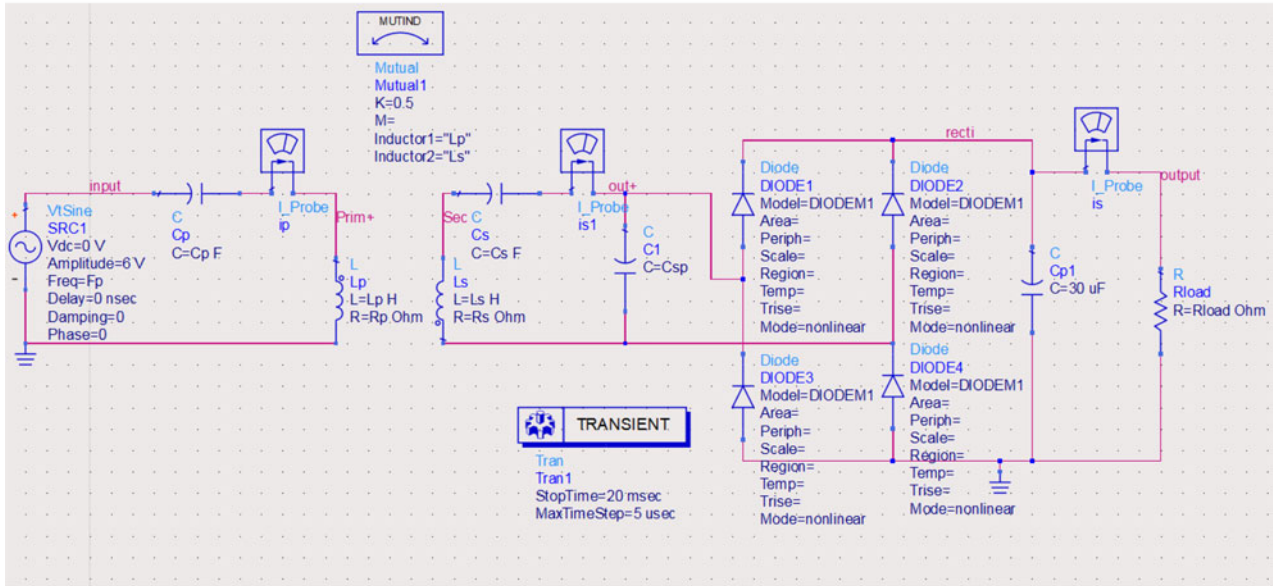 MUTIND
Mutual
Mutual1
K=0.5
M=
Inductor1="Lp"
Inductor2="Ls"
input
+
VtSine
SRC1
Vdc=0 V
Amplitude=6 V
Freq=Fp
Delay=0 nsec
Damping=0
Phase=0
-
C
Cp
C=Cp F
I_Probe
ip
Prim+
L
Lp
L=Lp H
R=Rp Ohm
Sec
L
Ls
L=Ls H
R=Rs Ohm
C
Cs
C=Cs F
I_Probe
is1
out+
C
C1
C=Csp
Diode
DIODE1
Model=DIODEM1
Area=
Periph=
Scale=
Region=
Temp=
Trise=
Mode=nonlinear
Diode
DIODE2
Model=DIODEM1
Area=
Periph=
Scale=
Region=
Temp=
Trise=
Mode=nonlinear
Diode
DIODE3
Model=DIODEM1
Area=
Periph=
Scale=
Region=
Temp=
Trise=
Mode=nonlinear
Diode
DIODE4
Model=DIODEM1
Area=
Periph=
Scale=
Region=
Temp=
Trise=
Mode=nonlinear
recti
I_Probe
is
output
C
Cp1
C=30 uF
R
Rload
R=Rload Ohm
TRANSIENT
Tran
Tran1
StopTime=20 msec
MaxTimeStep=5 usec